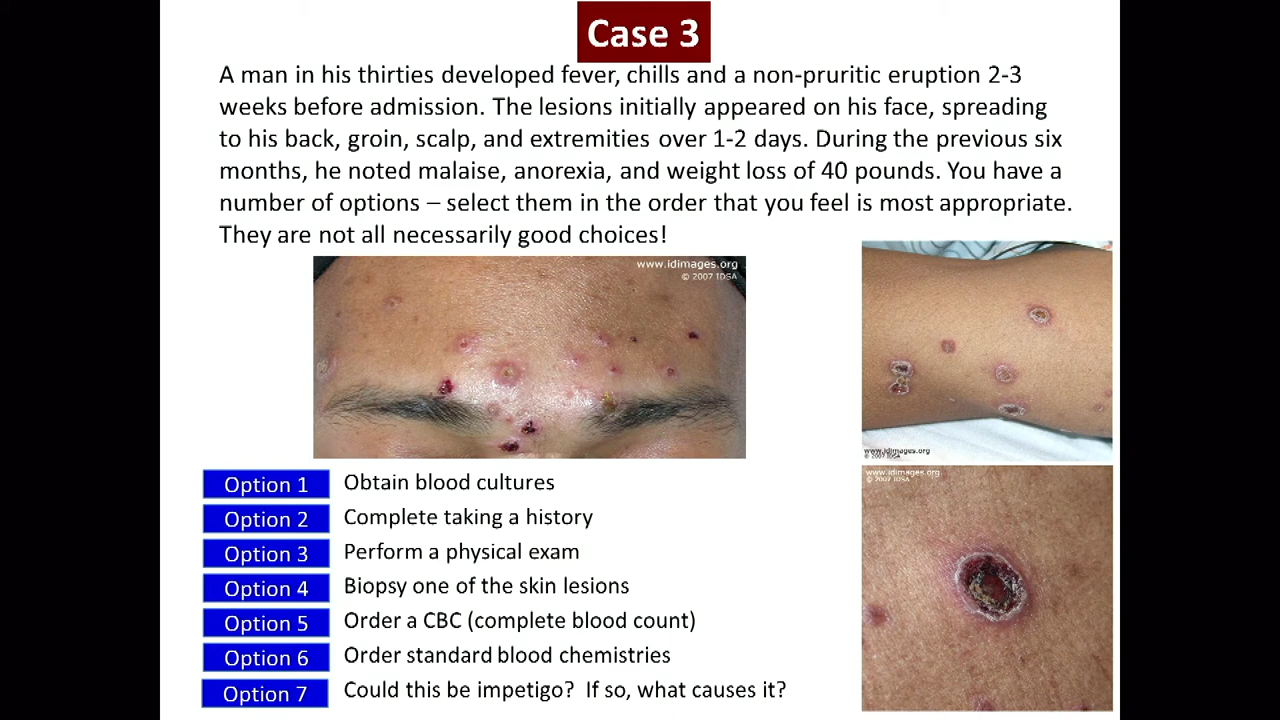 Case 3
A man in his thirties developed fever, chills and a non-pruritic eruption 2-3
weeks before admission. The lesions initially appeared on his face, spreading
to his back, groin, scalp, and extremities over 1-2 days. During the previous six
months, he noted malaise, anorexia, and weight loss of 40 pounds. You have a
number of options – select them in the order that you feel is most appropriate.
They are not all necessarily good choices!
www.idimages.org
© 2007 IDSA
www.idimages.org
© 2007 IDSA
www.idimages.org
© 2007 IDSA
Option 1 Obtain blood cultures
Option 2 Complete taking a history
Option 3 Perform a physical exam
Option 4 Biopsy one of the skin lesions
Option 5 Order a CBC (complete blood count)
Option 6 Order standard blood chemistries
Option 7 Could this be impetigo? If so, what causes it?